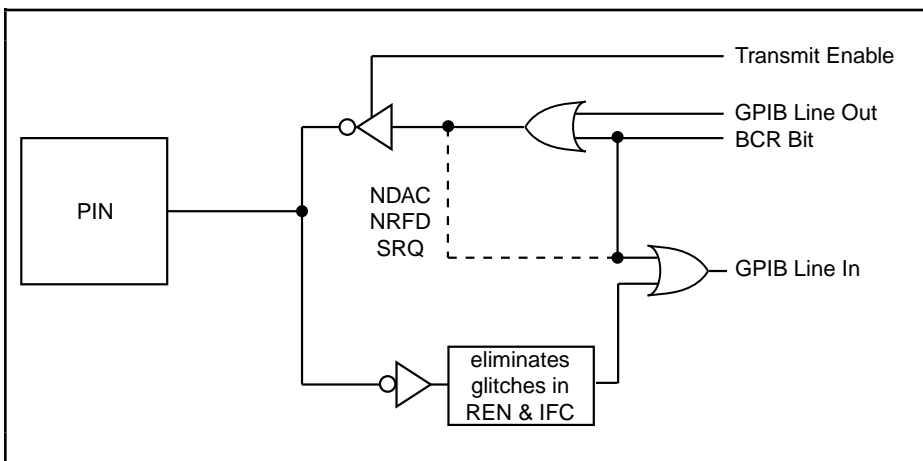 Transmit Enable
GPIB Line Out
BCR Bit
PIN
NDAC
NRFD
SRQ
GPIB Line In
eliminates
glitches in
REN & IFC